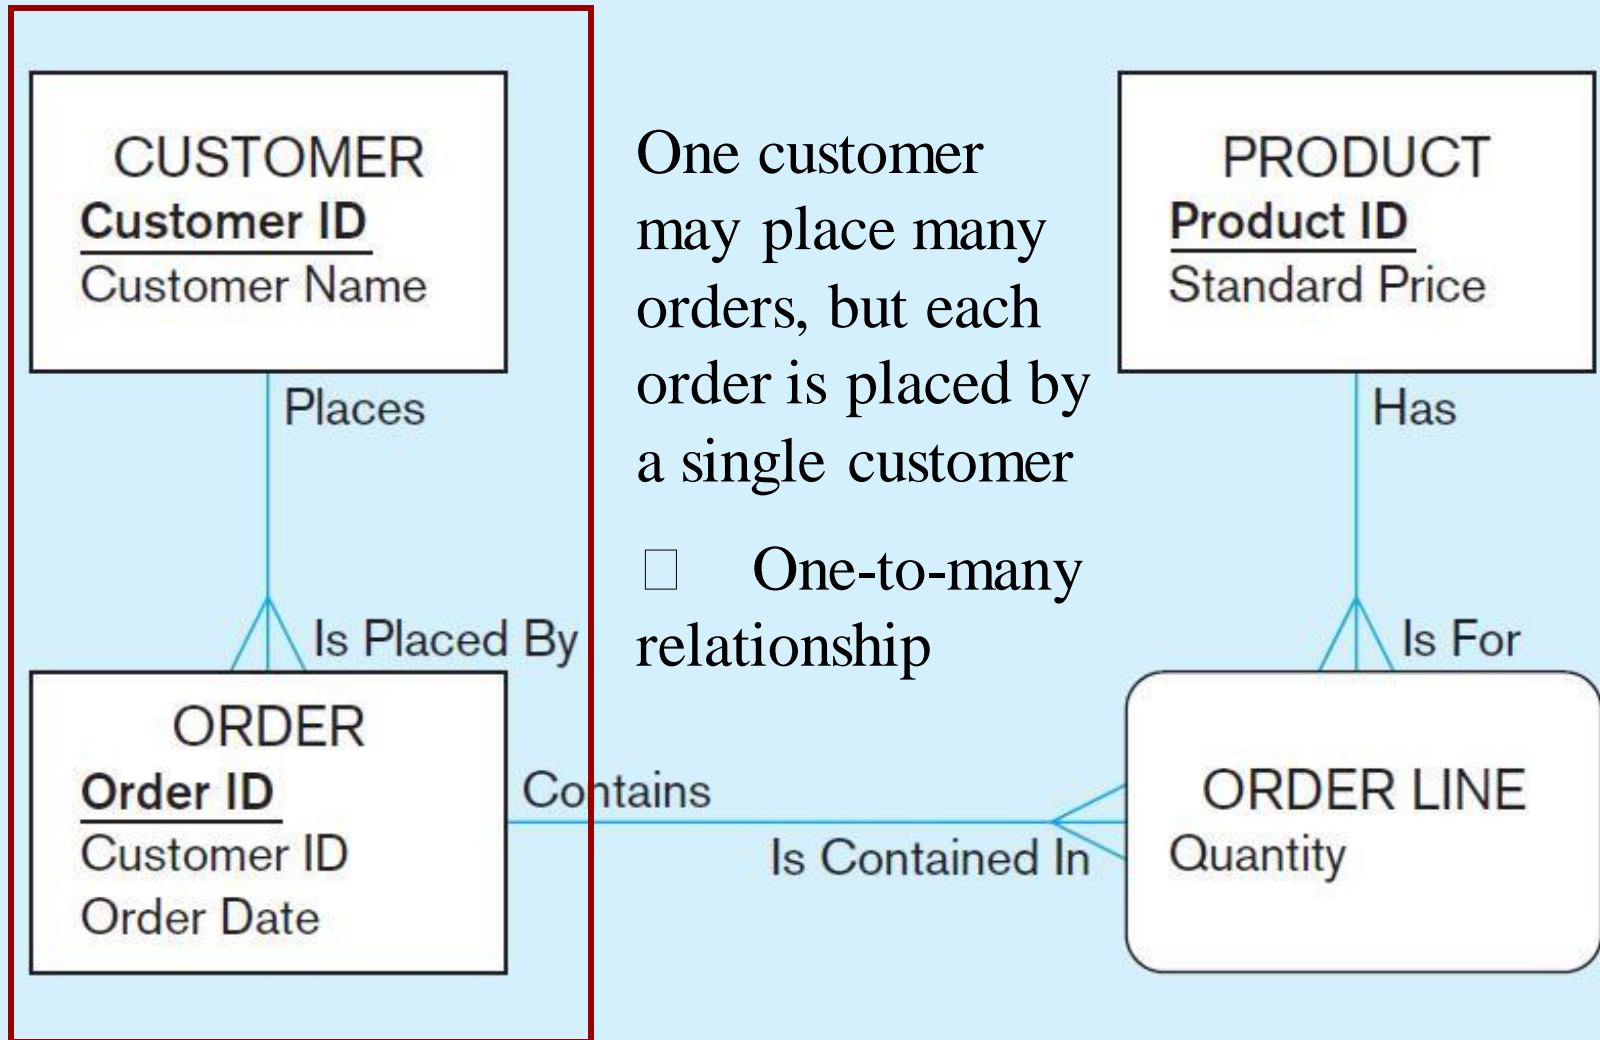 CUSTOMER
Customer ID
Customer Name
Places
Is Placed By
ORDER
Order ID
Customer ID
Order Date
One customer
may place many
orders, but each
order is placed by
a single customer
□ One-to-many
relationship
Contains
Is Contained In
PRODUCT
Product ID
Standard Price
Has
Is For
ORDER LINE
Quantity